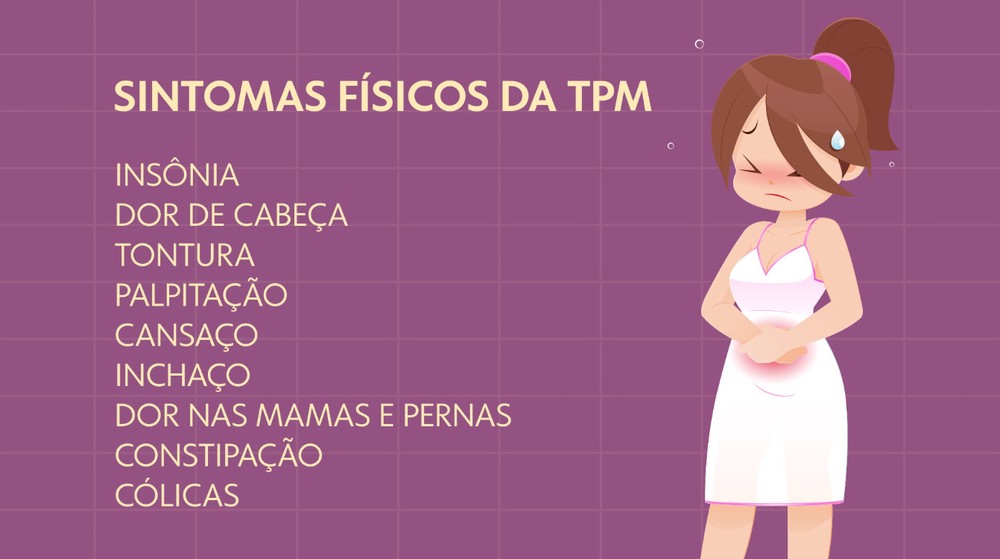 SINTOMAS FÍSICOS DA TPM
INSÔNIA
DOR DE CABEÇA
TONTURA
PALPITAÇÃO
CANSAÇO
INCHAÇO
DOR NAS MAMAS E PERNAS
CONSTIPAÇÃO
CÓLICAS